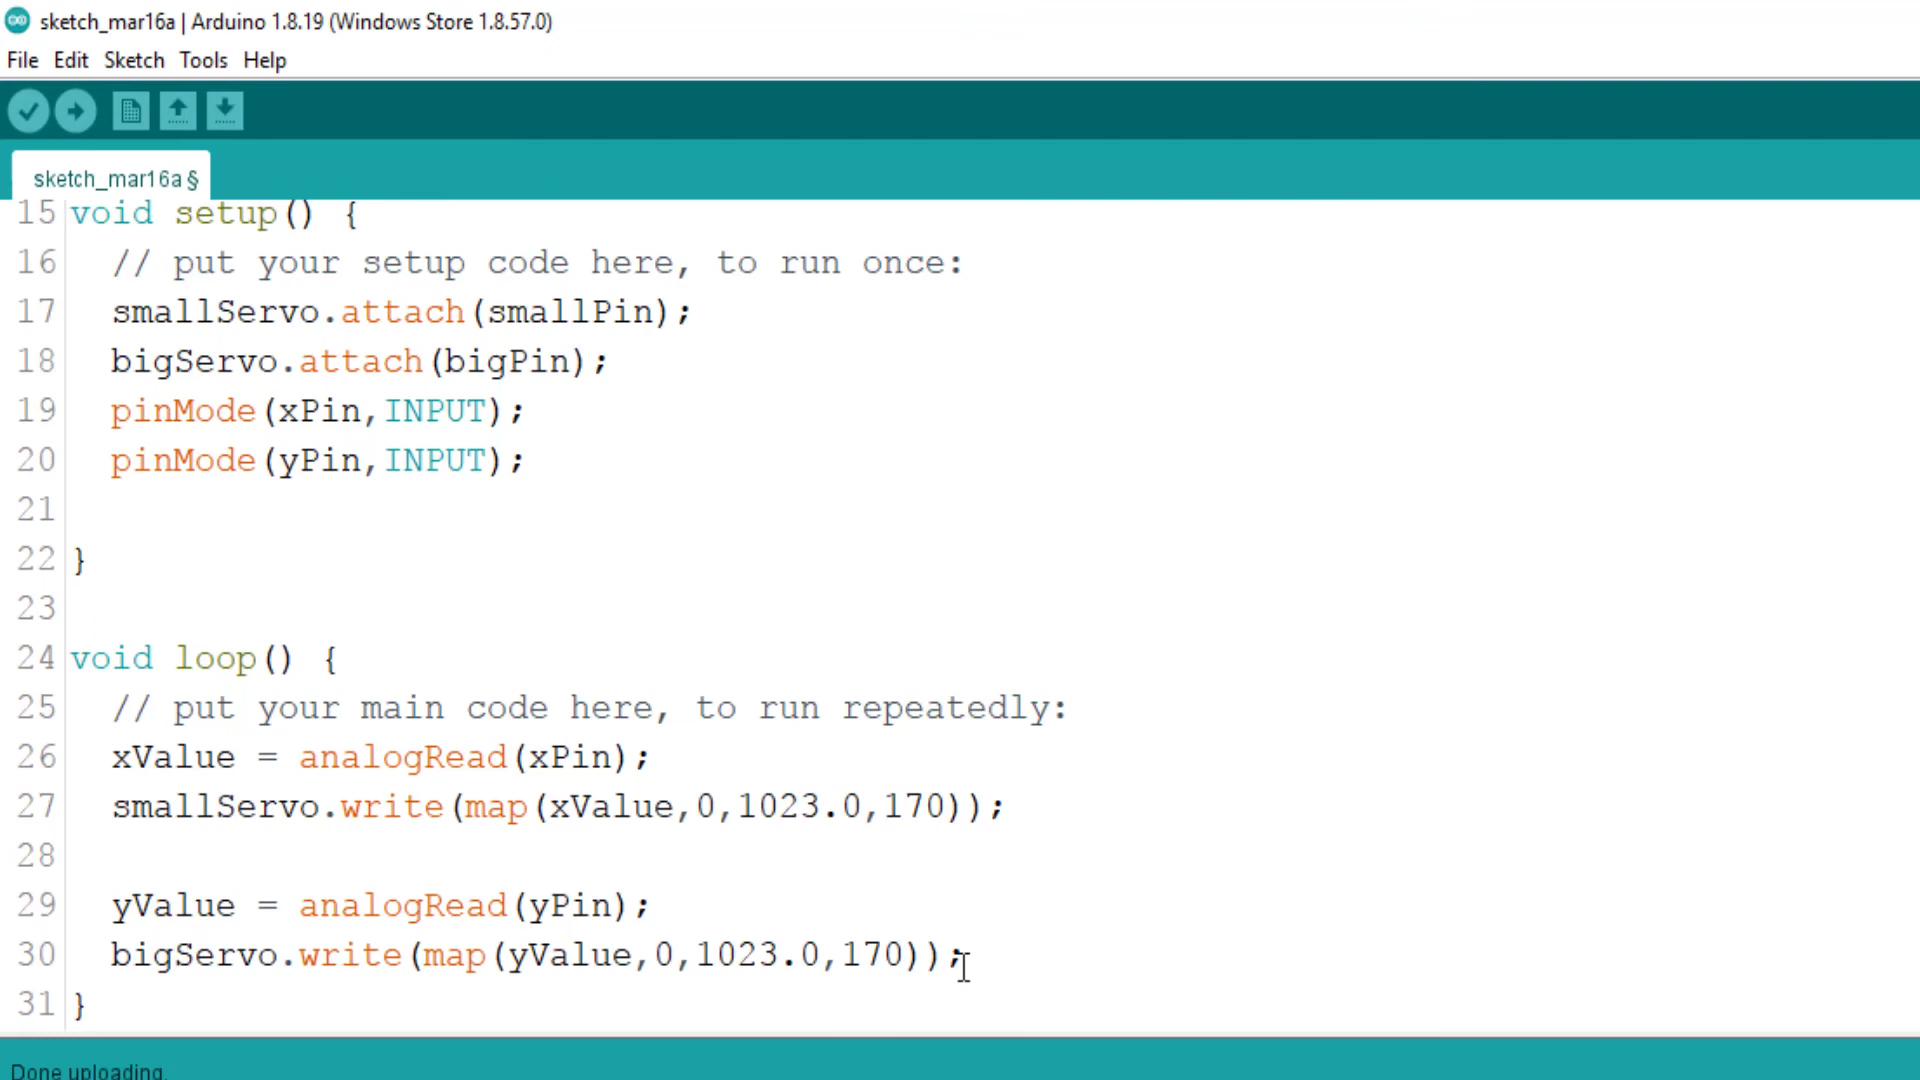 sketch_mar16a | Arduino 1.8.19 (Windows Store 1.8.57.0)
File Edit Sketch Tools Help
sketch_mar16a §
15 void setup() {
16 // put your setup code here, to run once:
17 smallServo.attach(smallPin);
18 bigServo.attach(bigPin);
19 pinMode(xPin,INPUT);
20 pinMode(yPin,INPUT);
21
22 }
23
24 void loop() {
25 // put your main code here, to run repeatedly:
26 xValue = analogRead(xPin);
27 smallServo.write(map(xValue,0,1023.0,170));
28
29 yValue = analogRead(yPin);
30 bigServo.write(map(yValue,0,1023.0,170));
31 }
Done uploading.